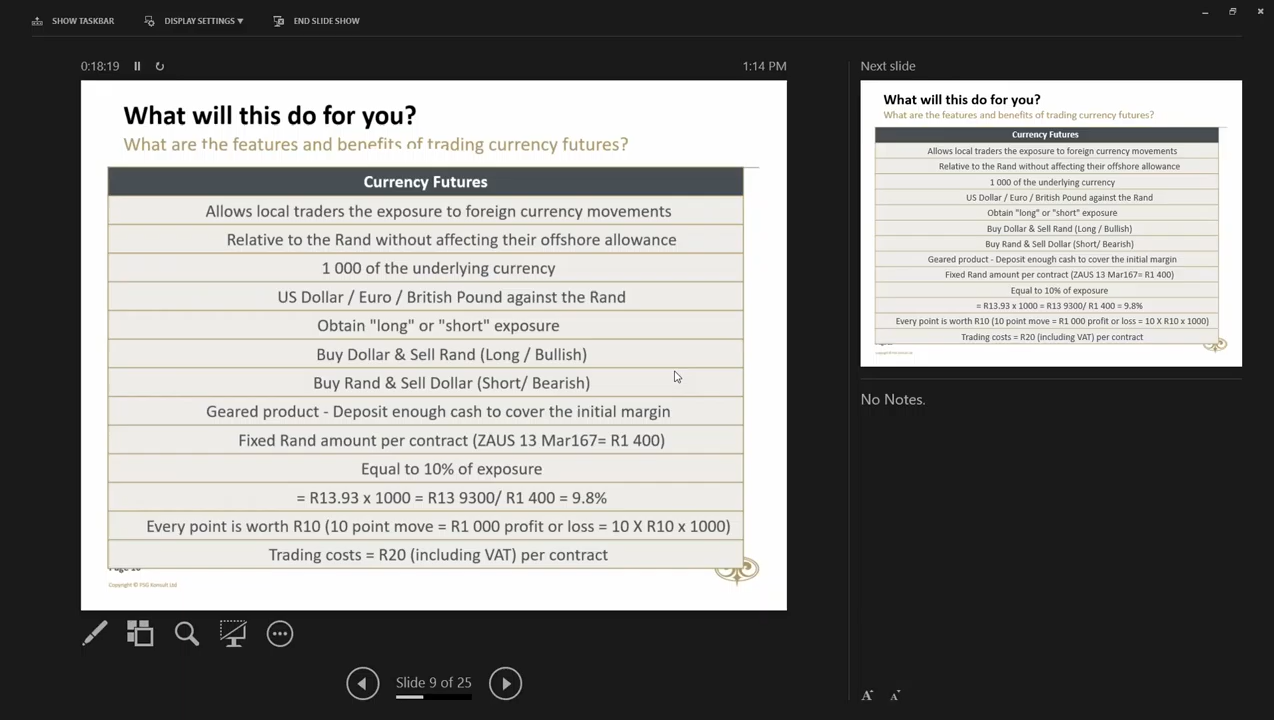 SHOW TASKBAR
DISPLAY SETTINGS ▼
END SLIDE SHOW
0:18:19
1:14 PM
What will this do for you?
What are the features and benefits of trading currency futures?
Currency Futures
Allows local traders the exposure to foreign currency movements
Relative to the Rand without affecting their offshore allowance
1 000 of the underlying currency
US Dollar / Euro / British Pound against the Rand
Obtain "long" or "short" exposure
Buy Dollar & Sell Rand (Long / Bullish)
Buy Rand & Sell Dollar (Short/ Bearish)
Geared product - Deposit enough cash to cover the initial margin
Fixed Rand amount per contract (ZAUS 13 Mar167= R1 400)
Equal to 10% of exposure
= R13.93 x 1000 = R13 9300/ R1 400 = 9.8%
Every point is worth R10 (10 point move = R1 000 profit or loss = 10 X R10 x 1000)
Trading costs = R20 (including VAT) per contract
Copyright © PSG Konsult Ltd
Slide 9 of 25
Next slide
What will this do for you?
What are the features and benefits of trading currency futures?
Currency Futures
Allows local traders the exposure to foreign currency movements
Relative to the Rand without affecting their offshore allowance
1 000 of the underlying currency
US Dollar / Euro / British Pound against the Rand
Obtain "long" or "short" exposure
Buy Dollar & Sell Rand (Long / Bullish)
Buy Rand & Sell Dollar (Short/ Bearish)
Geared product - Deposit enough cash to cover the initial margin
Fixed Rand amount per contract (ZAUS 13 Mar167= R1 400)
Equal to 10% of exposure
= R13.93 x 1000 = R13 9300/ R1 400 = 9.8%
Every point is worth R10 (10 point move = R1 000 profit or loss = 10 X R10 x 1000)
Trading costs = R20 (including VAT) per contract
No Notes.
A A